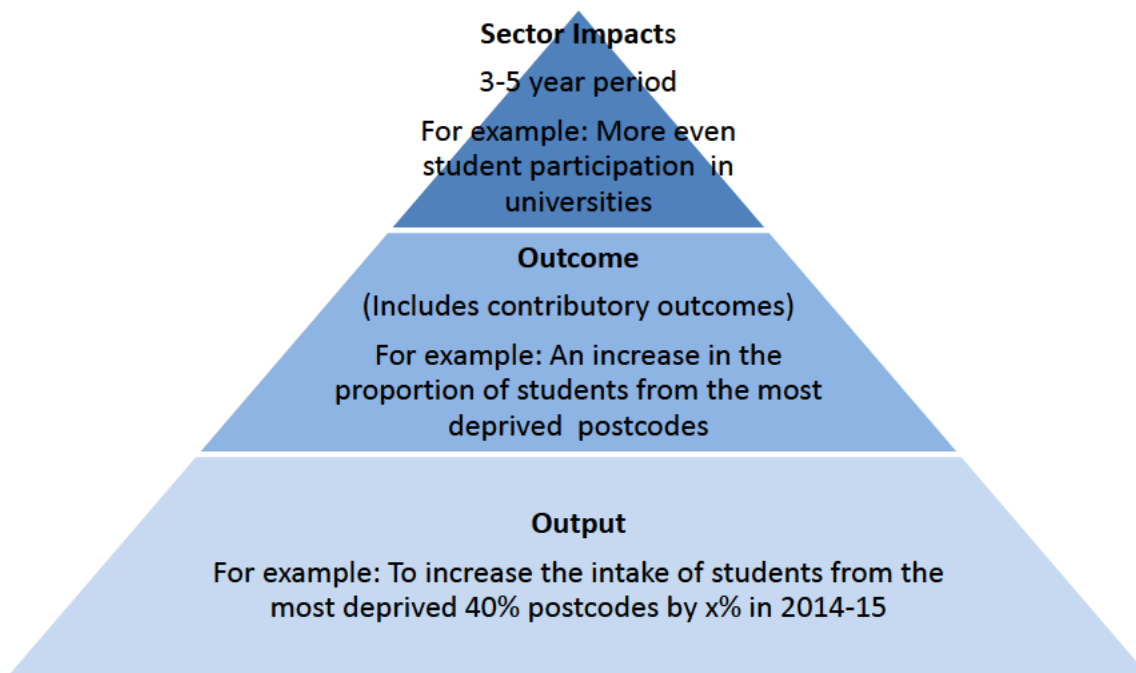 Sector Impacts
3-5 year period
For example: More even
student participation  in
universities
Outcome
(Includes contributory outcomes)
For example: An increase in the
proportion of students from the most
deprived  postcodes
Output
For example: To increase the intake of students from the
most deprived 40% postcodes by x% in 2014-15